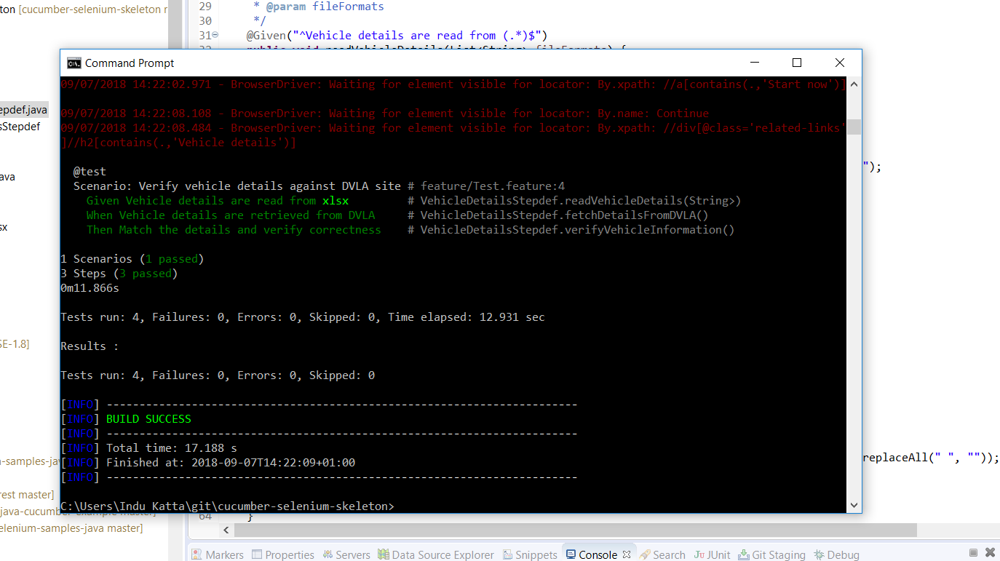 ton [cucumber-selenium-skeleton
29 * @param fileFormats
30 */
31 @Given("^Vehicle details are read from (.*)$")
Command Prompt
09/07/2018 14:22:02.971 - BrowserDriver: Waiting for element visible for locator: By.xpath: //a[contains(.,'Start now')]
09/07/2018 14:22:08.108 - BrowserDriver: Waiting for element visible for locator: By.name: Continue
epdef.java
09/07/2018 14:22:08.484 - BrowserDriver: Waiting for element visible for locator: By.xpath: //div[@class='related-links'
sStepdef
]//h2[contains(.,'Vehicle details')]
");
@test
ava
Scenario: Verify vehicle details against DVLA site # feature/Test.feature:4
Given Vehicle details are read from xlsx # VehicleDetailsStepdef.readVehicleDetails(String>)
When Vehicle details are retrieved from DVLA # VehicleDetailsStepdef.fetchDetailsFromDVLA()
sx
Then Match the details and verify correctness # VehicleDetailsStepdef.verifyVehicleInformation()
1 Scenarios (1 passed)
3 Steps (3 passed)
0m11.866s
Tests run: 4, Failures: 0, Errors: 0, Skipped: 0, Time elapsed: 12.931 sec
SE-1.8]
Results :
Tests run: 4, Failures: 0, Errors: 0, Skipped: 0
[INFO] ------------------------------------------------------------------------
[INFO] BUILD SUCCESS
[INFO] ------------------------------------------------------------------------
[INFO] Total time: 17.188 s
-samples-jav
replaceAll(" ", ""));
[INFO] Finished at: 2018-09-07T14:22:09+01:00
[INFO] ------------------------------------------------------------------------
rest master]
C:\Users\Indu Katta\git\cucumber-selenium-skeleton>
64 }
elenium-samples-java master]
Markers Properties Servers Data Source Explorer Snippets Console Search JUnit Git Staging Debug